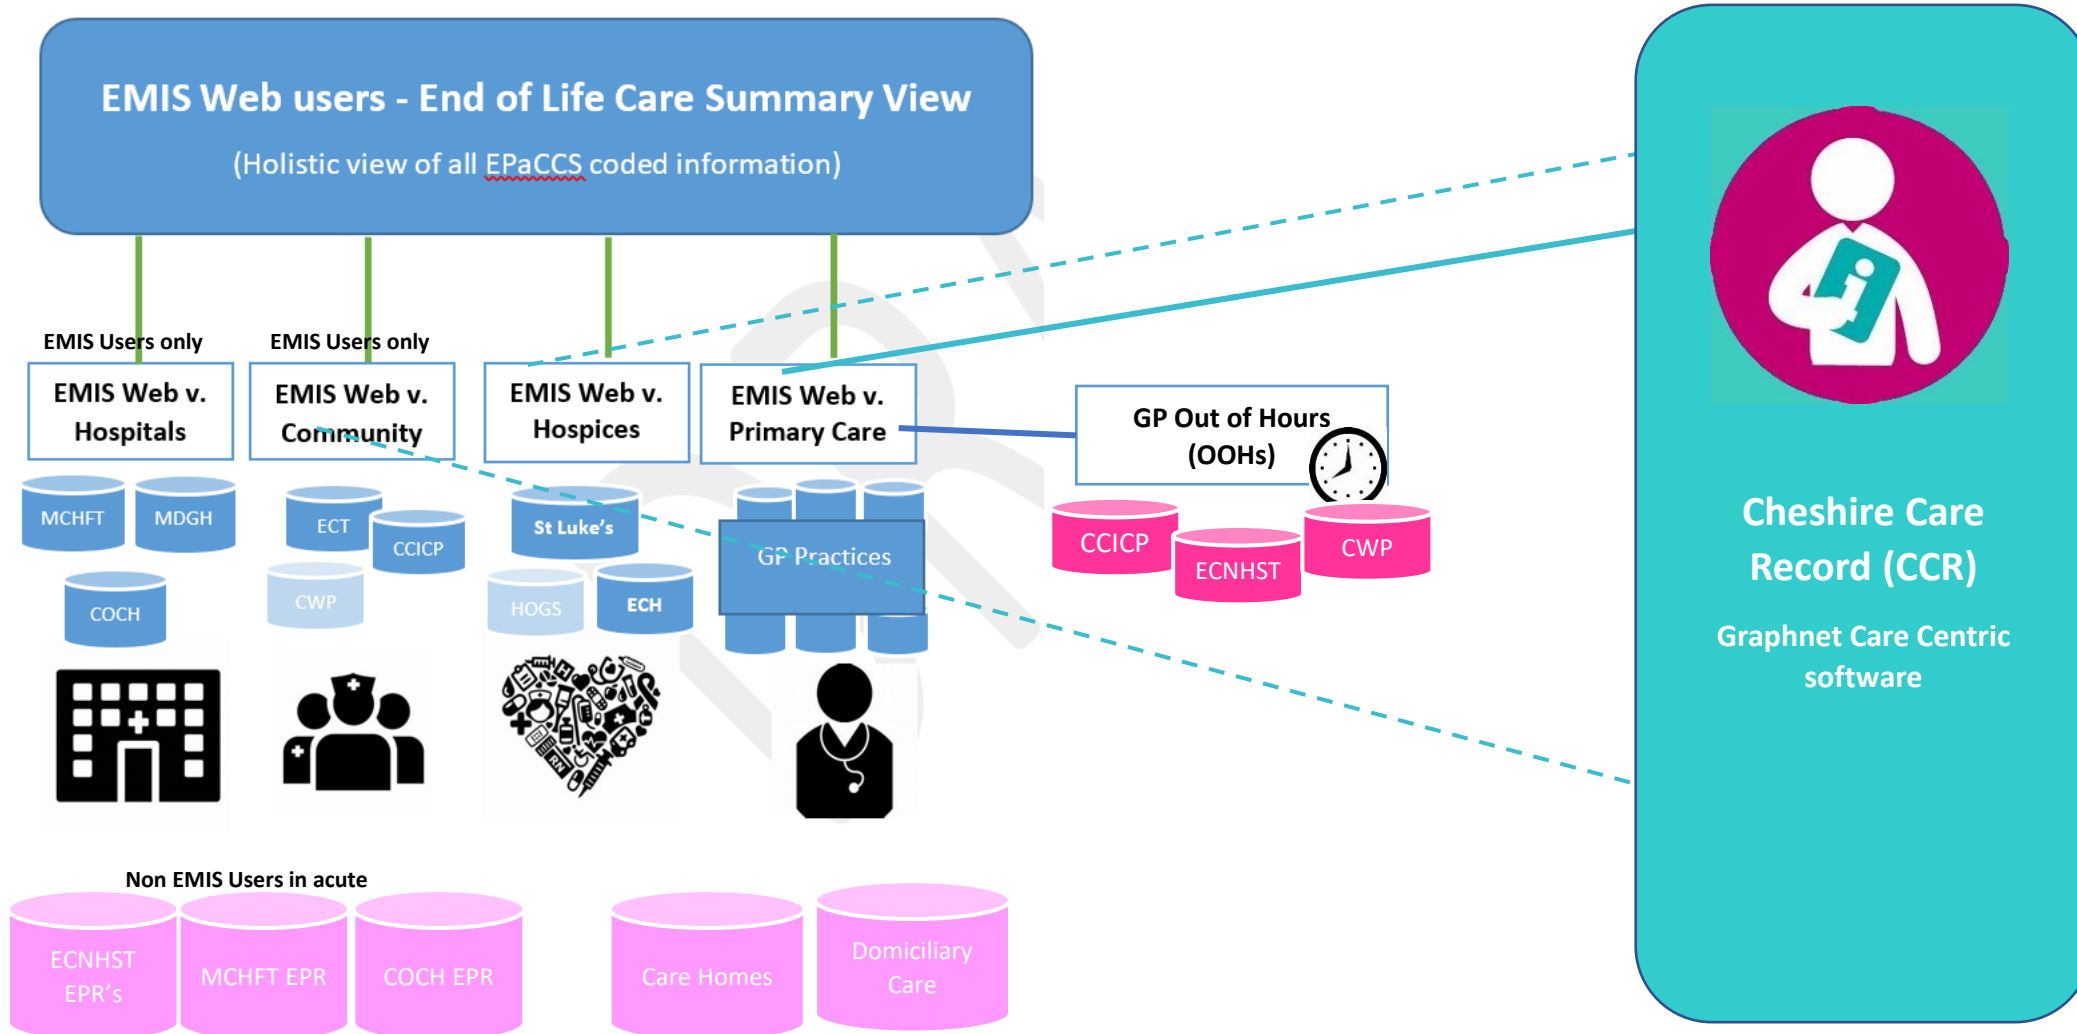 EMIS Web users - End of Life Care Summary View
(Holistic view of all EPaCCS coded information)
EMIS Users only
EMIS Users only
EMIS Web v.
Hospitals
EMIS Web v.
Community
EMIS Web v.
Hospices
EMIS Web v.
Primary Care
GP Out of Hours
(OOHs)
MCHFT
MDGH
COCH
ECT
CCICP
CWP
St Luke's
HOGS
ECH
GP Practices
CCICP
ECNHST
CWP
i
Cheshire Care
Record (CCR)
Graphnet Care Centric
software
RN
Non EMIS Users in acute
ECNHST
EPR's
MCHFT EPR
COCH EPR
Care Homes
Domiciliary
Care